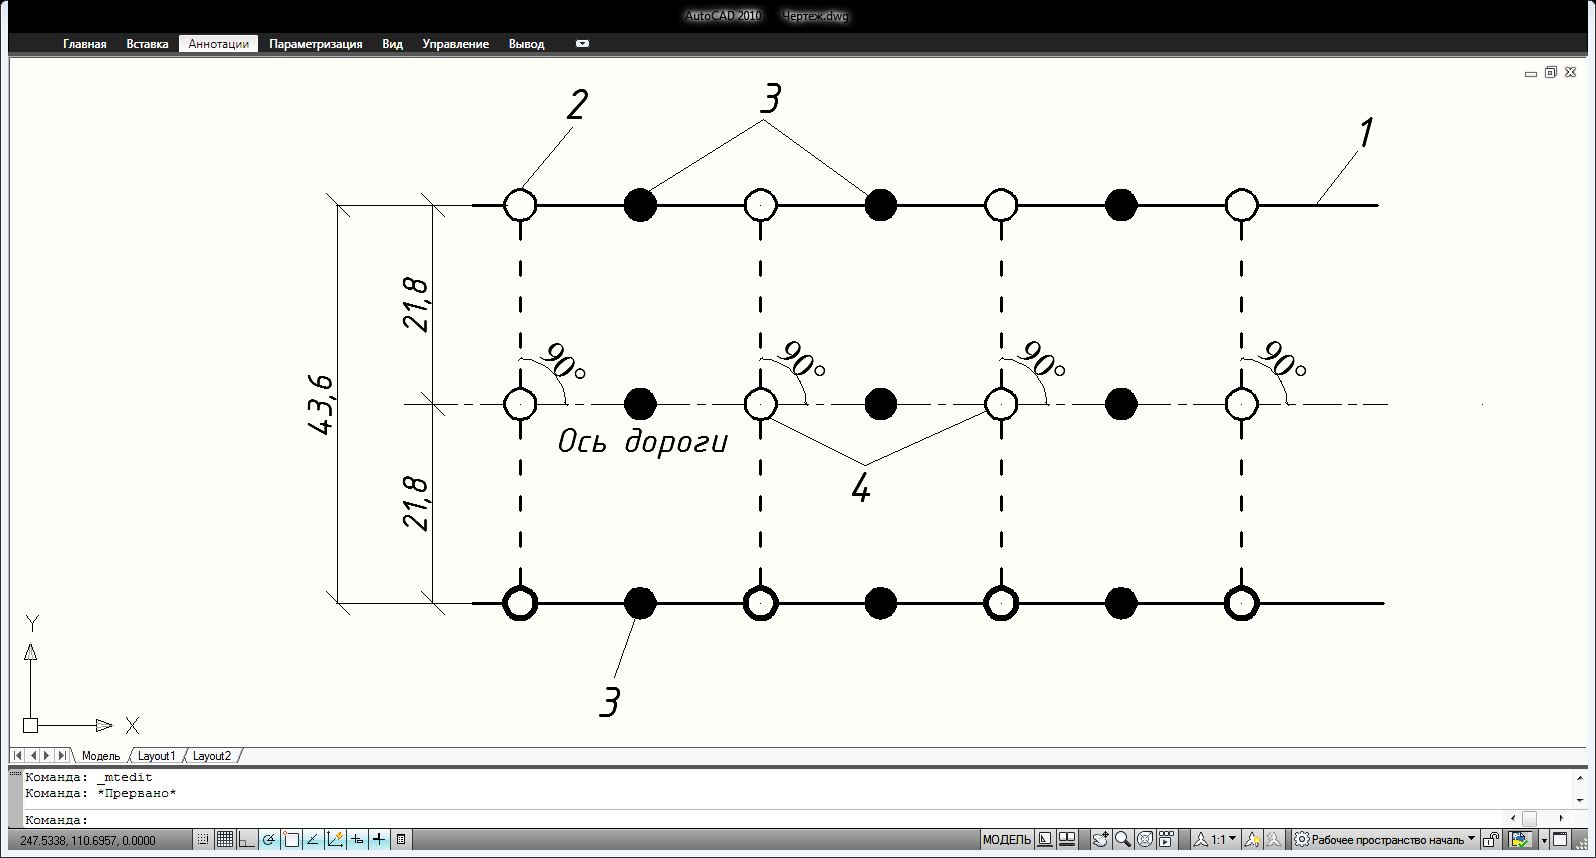 AutoCAD 2010 Чертеж.dwg
Главная Вставка Аннотации Параметризация Вид Управление Вывод
2
3
1
21,8
90°
90°
90°
90°
43,6
Ось дороги
21,8
4
3
Y
X
Модель Layout1 Layout2
Команда: _mtedit
Команда: *Прервано*
Команда:
247.5338, 110.6957, 0.0000 МОДЕЛЬ 1:1 Рабочее пространство началь